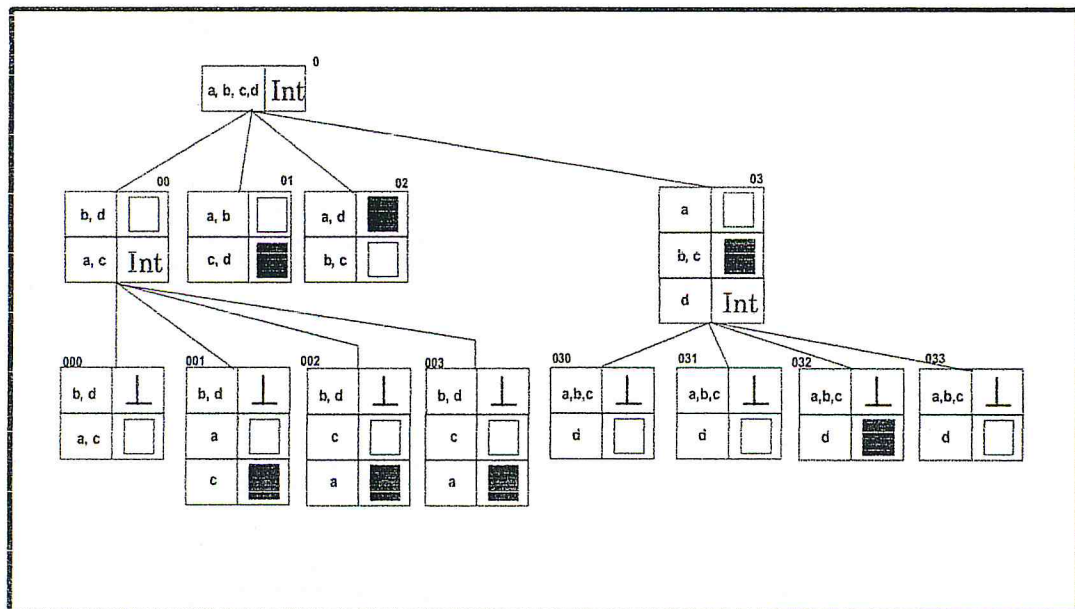 0
a, b, c,d Int
00
01
02
03
b, d
a, c Int
a, b
c, d
a, d
b, c
a
b, c
d Int
000
001
002
003
030
031
032
033
b, d ⊥
a, c
b, d ⊥
a
c
b, d ⊥
c
a
b, d ⊥
c
a
a,b,c ⊥
d
a,b,c ⊥
d
a,b,c ⊥
d
a,b,c ⊥
d